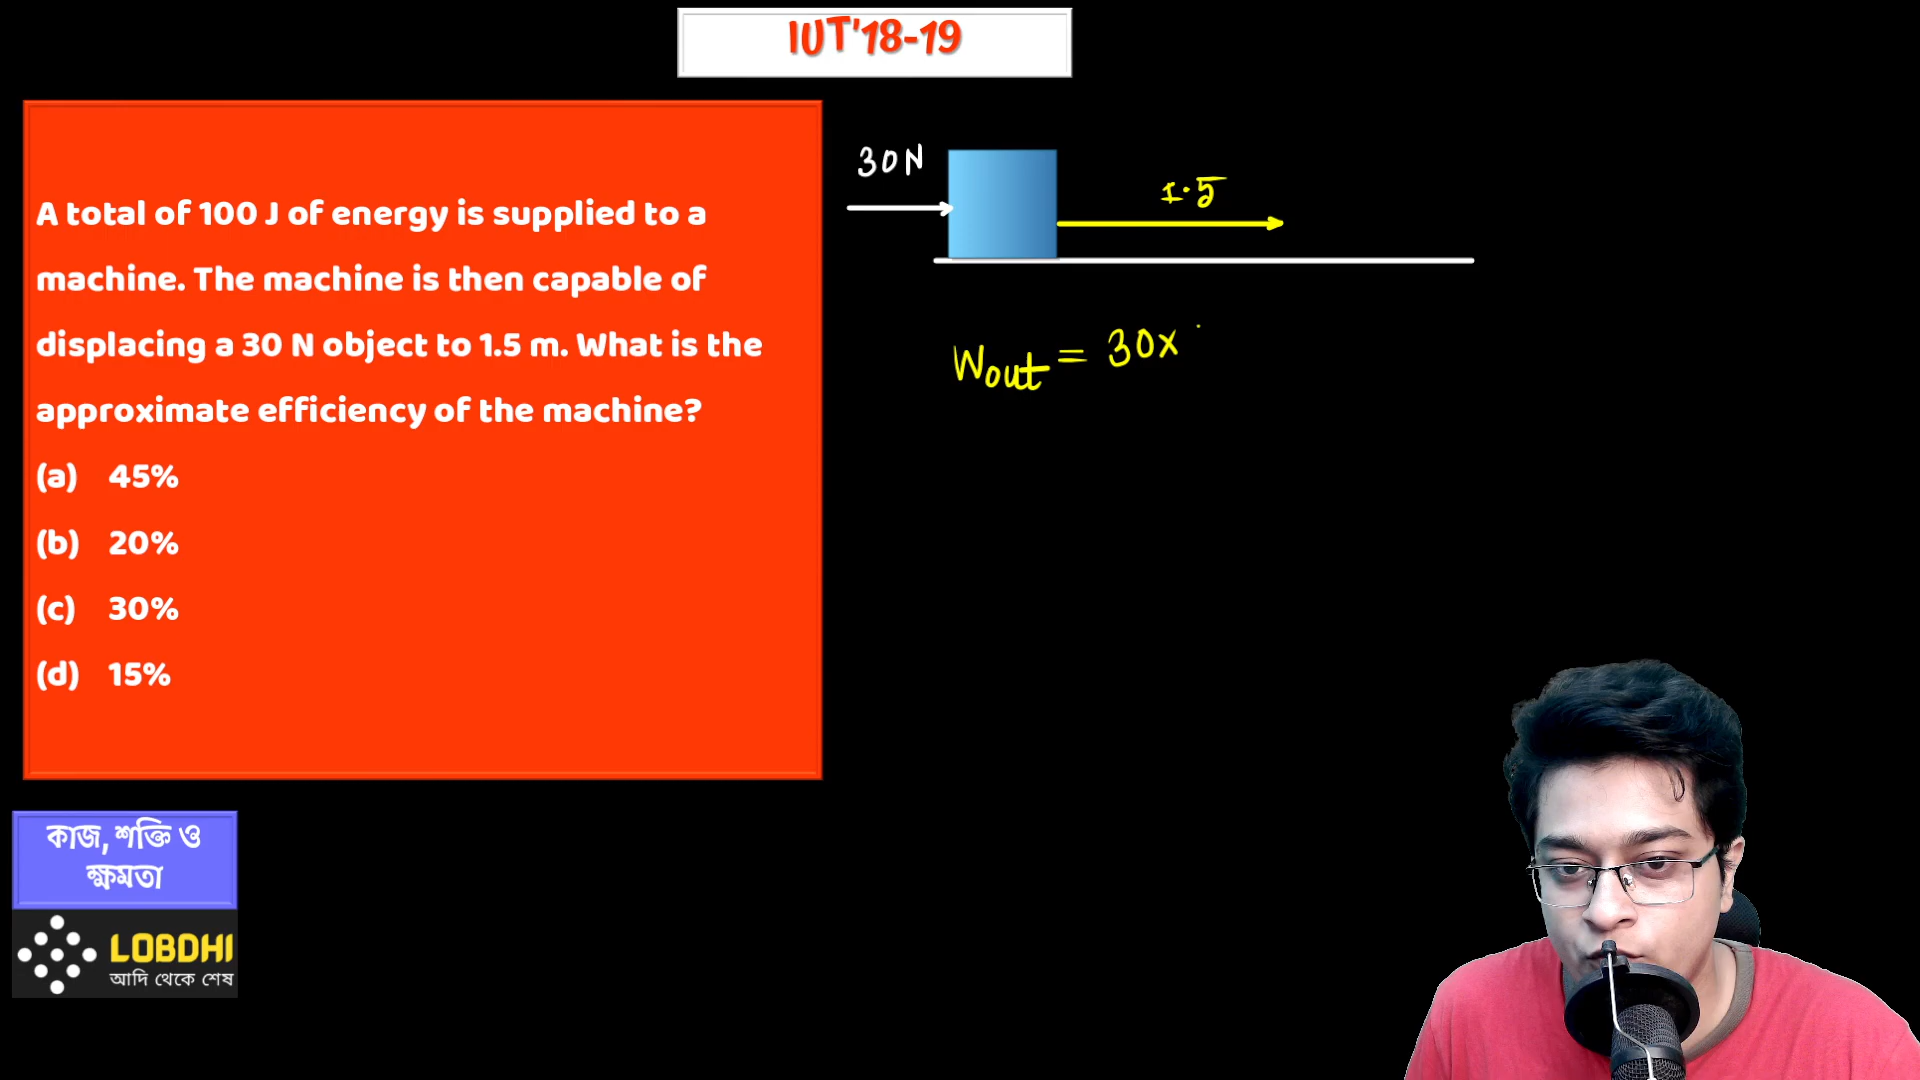 IUT'18-19
A total of 100 J of energy is supplied to a
machine. The machine is then capable of
displacing a 30 N object to 1.5 m. What is the
approximate efficiency of the machine?
(a) 45%
(b) 20%
(c) 30%
(d) 15%
30N
1.5
Wout = 30x
কাজ, শক্তি ও
ক্ষমতা
LOBDHI
আদি থেকে শেষ